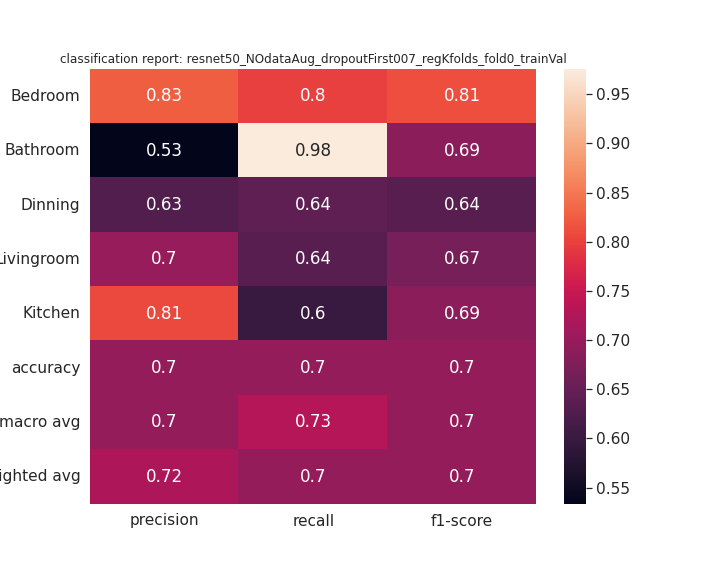 classification report: resnet50_NOdataAug_dropoutFirst007_regKfolds_fold0_trainVal
Bedroom 0.83 0.8 0.81
Bathroom 0.53 0.98 0.69
Dinning 0.63 0.64 0.64
Livingroom 0.7 0.64 0.67
Kitchen 0.81 0.6 0.69
accuracy 0.7 0.7 0.7
macro avg 0.7 0.73 0.7
ighted avg 0.72 0.7 0.7
precision recall f1-score
0.95
0.90
0.85
0.80
0.75
0.70
0.65
0.60
0.55